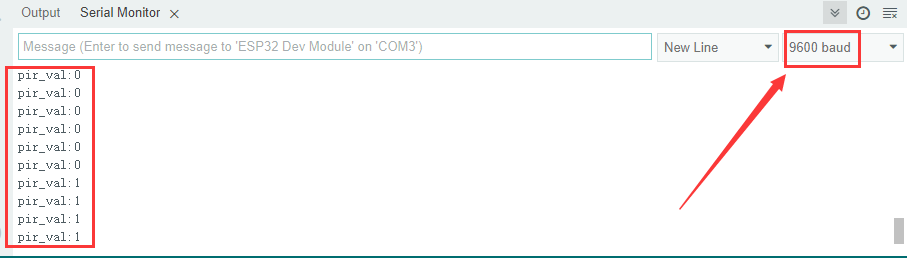 Output Serial Monitor
Message (Enter to send message to 'ESP32 Dev Module' on 'COM3') New Line 9600 baud
pir_val:0
pir_val:0
pir_val:0
pir_val:0
pir_val:0
pir_val:0
pir_val:1
pir_val:1
pir_val:1
pir_val:1